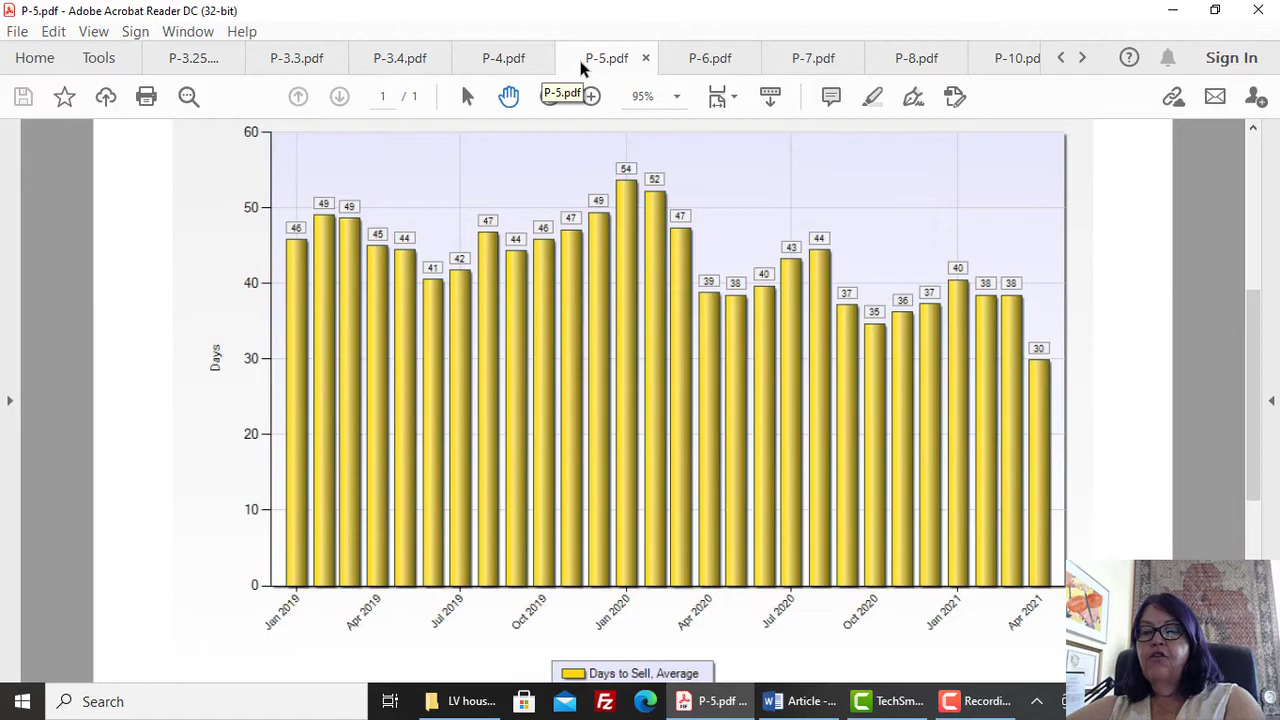 P-5.pdf - Adobe Acrobat Reader DC (32-bit)
File Edit View Sign Window Help
Home Tools P-3.25.... P-3.3.pdf P-3.4.pdf P-4.pdf P-5.pdf × P-6.pdf P-7.pdf P-8.pdf P-10.pd Sign In
1 / 1 95%
P-5.pdf
60
50
40
30
20
10
0
Days
46 49 49 45 44 41 42 47 44 46 47 49 54 52 47 39 38 40 43 44 37 35 36 37 40 38 38 30
Jan 2019 Apr 2019 Jul 2019 Oct 2019 Jan 2020 Apr 2020 Jul 2020 Oct 2020 Jan 2021 Apr 2021
Days to Sell, Average
Search LV hous... P-5.pdf ... Article -... TechSm... Recordi...